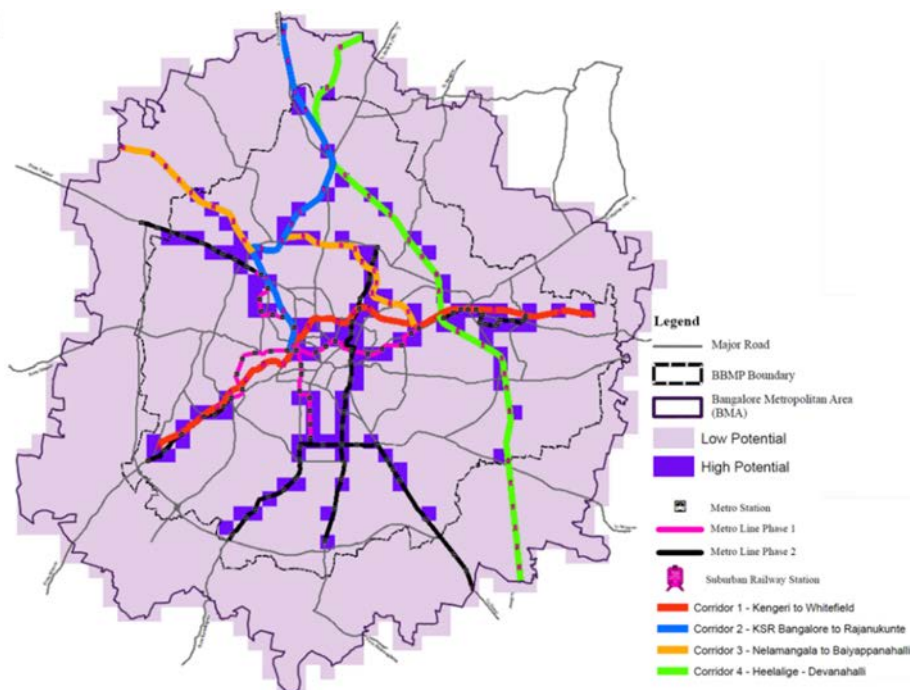 Legend
Major Road
BBMP Boundary
Bangalore Metropolitan Area
(BMA)
Low Potential
High Potential
Metro Station
Metro Line Phase 1
Metro Line Phase 2
Suburban Railway Station
Corridor 1 - Kengeri to Whitefield
Corridor 2 - KSR Bangalore to Rajanukunte
Corridor 3 - Nelamangala to Baiyappanahalli
Corridor 4 - Heelalige - Devanahalli